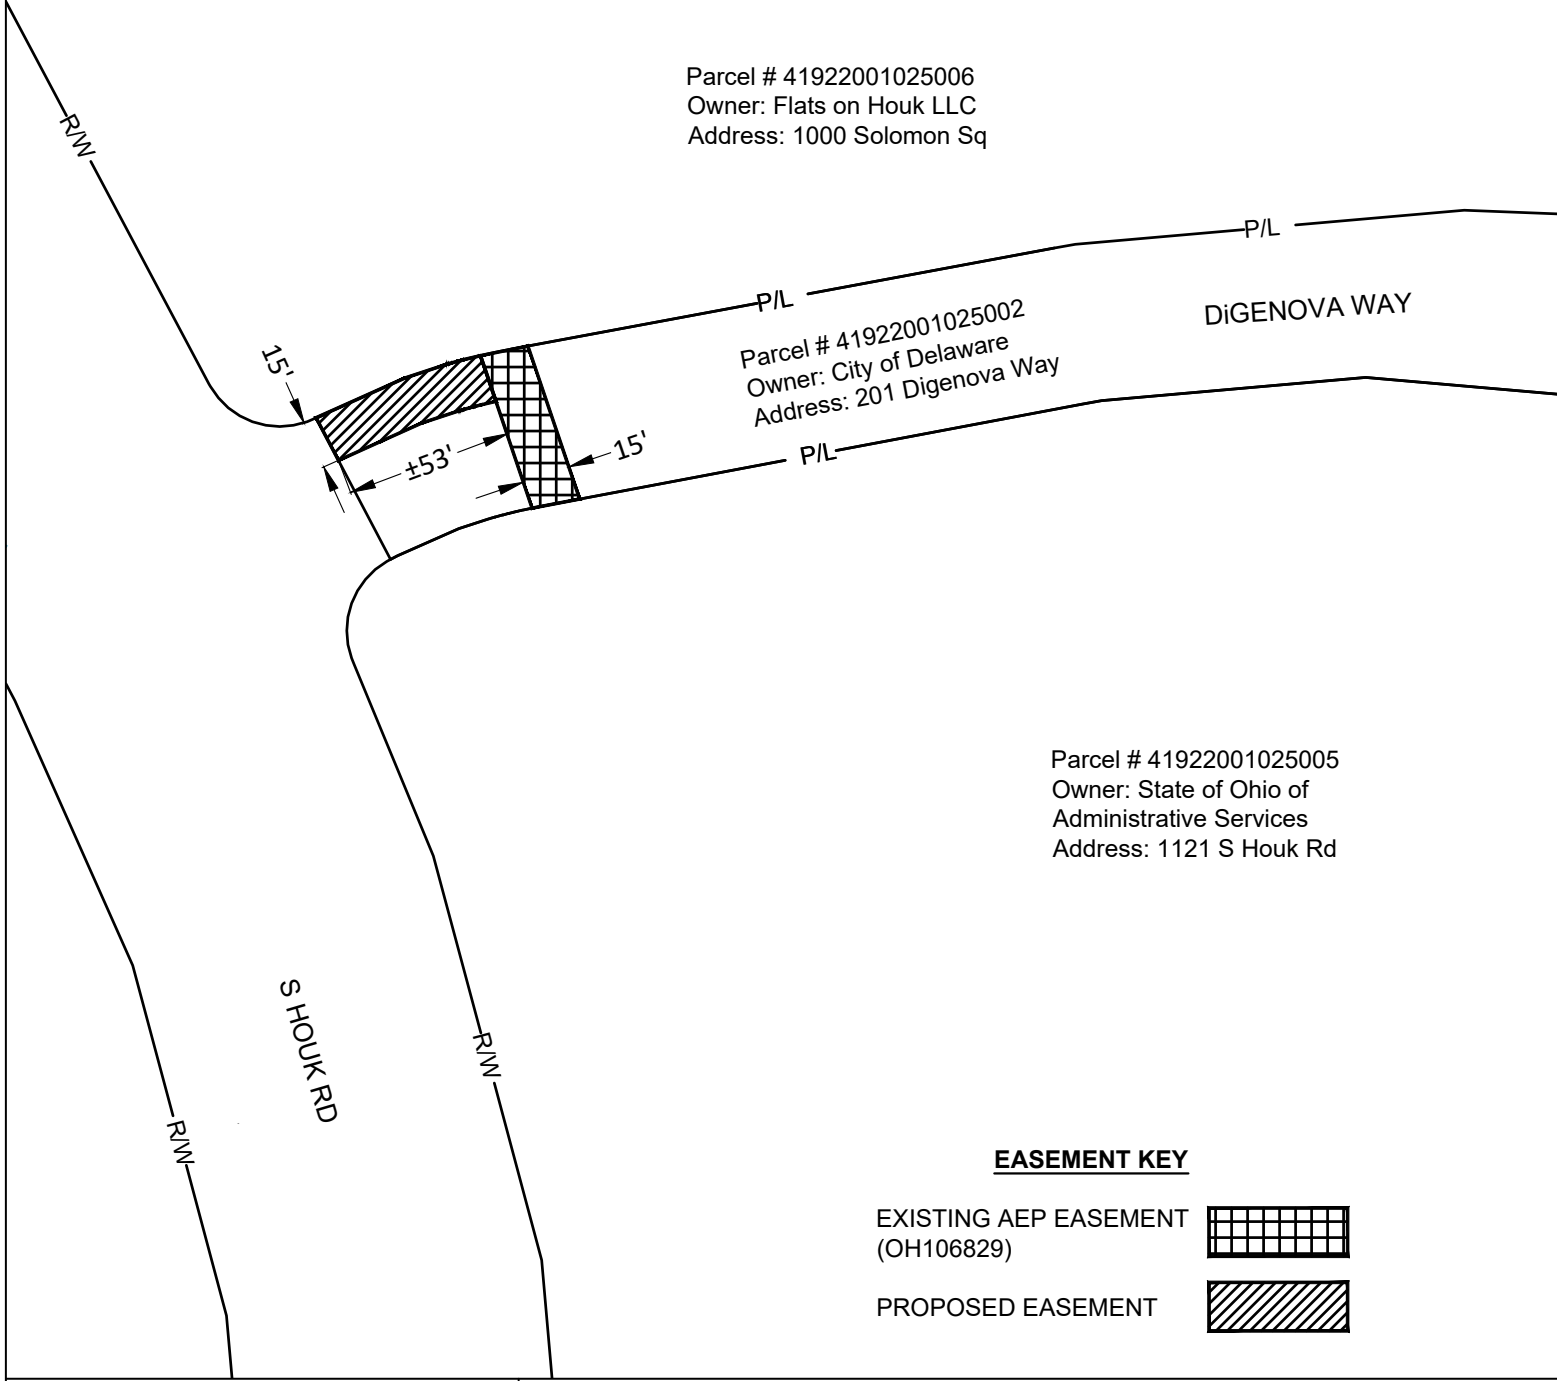 Parcel # 41922001025006
Owner: Flats on Houk LLC
Address: 1000 Solomon Sq
R/W
P/L
P/L
DiGENOVA WAY
Parcel # 41922001025002
Owner: City of Delaware
Address: 201 Digenova Way
15'
±53'
15'
P/L
Parcel # 41922001025005
Owner: State of Ohio of
Administrative Services
Address: 1121 S Houk Rd
S HOUK RD
R/W
R/W
EASEMENT KEY
EXISTING AEP EASEMENT
(OH106829)
PROPOSED EASEMENT